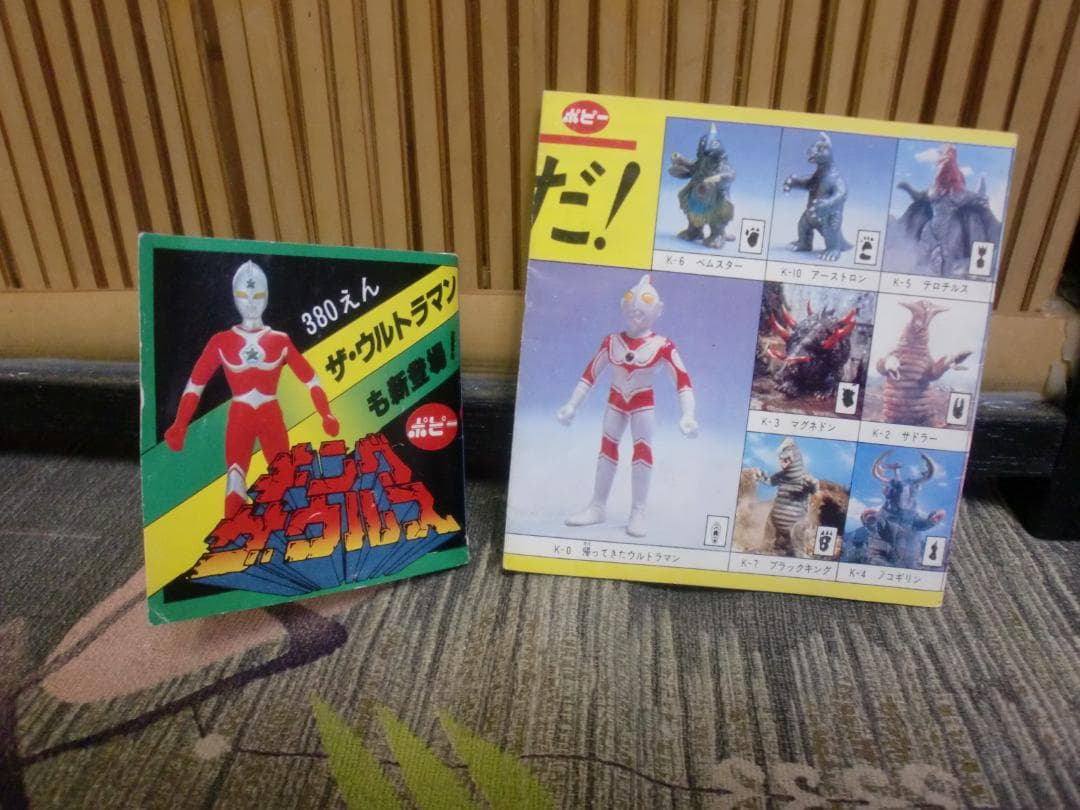 380えん
ザ・ウルトラマン
も新登場!
ポピー
キング
ザウルス
ポピー
だ!
K-6 ベムスター
K-10 アーストロン
K-5 テロチルス
K-3 マグネドン
K-2 サドラー
K-0 帰ってきたウルトラマン
K-7 ブラックキング
K-4 ノコギリン